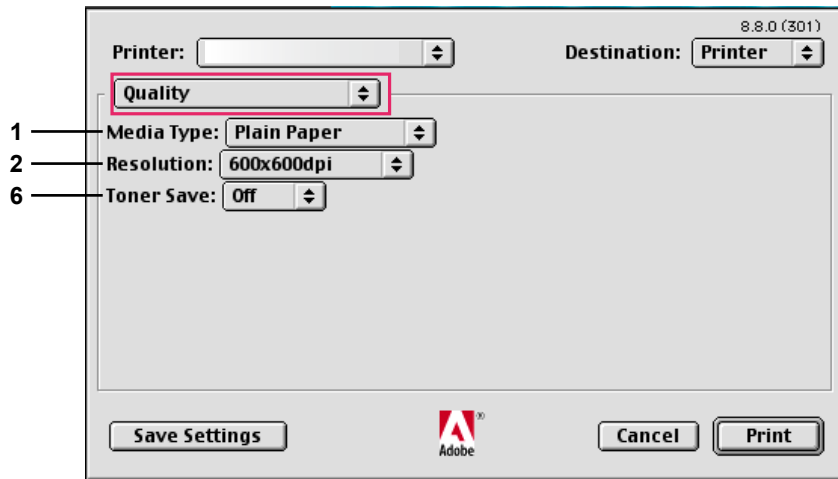 8.8.0 (301)
Printer: Destination: Printer
Quality
1 Media Type: Plain Paper
2 Resolution: 600x600dpi
6 Toner Save: Off
Save Settings Adobe® Cancel Print